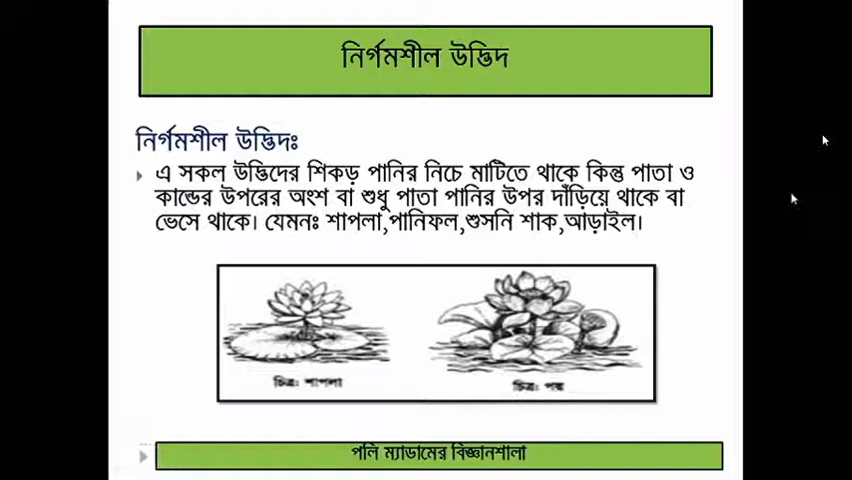 নির্গমশীল উদ্ভিদ
নির্গমশীল উদ্ভিদঃ
এ সকল উদ্ভিদের শিকড় পানির নিচে মাটিতে থাকে কিন্তু পাতা ও
কান্ডের উপরের অংশ বা শুধু পাতা পানির উপর দাঁড়িয়ে থাকে বা
ভেসে থাকে। যেমনঃ শাপলা,পানিফল,শুসনি শাক,আড়াইল।
চিত্র: শাপলা
চিত্র: পদ্ম
পলি ম্যাডামের বিজ্ঞানশালা